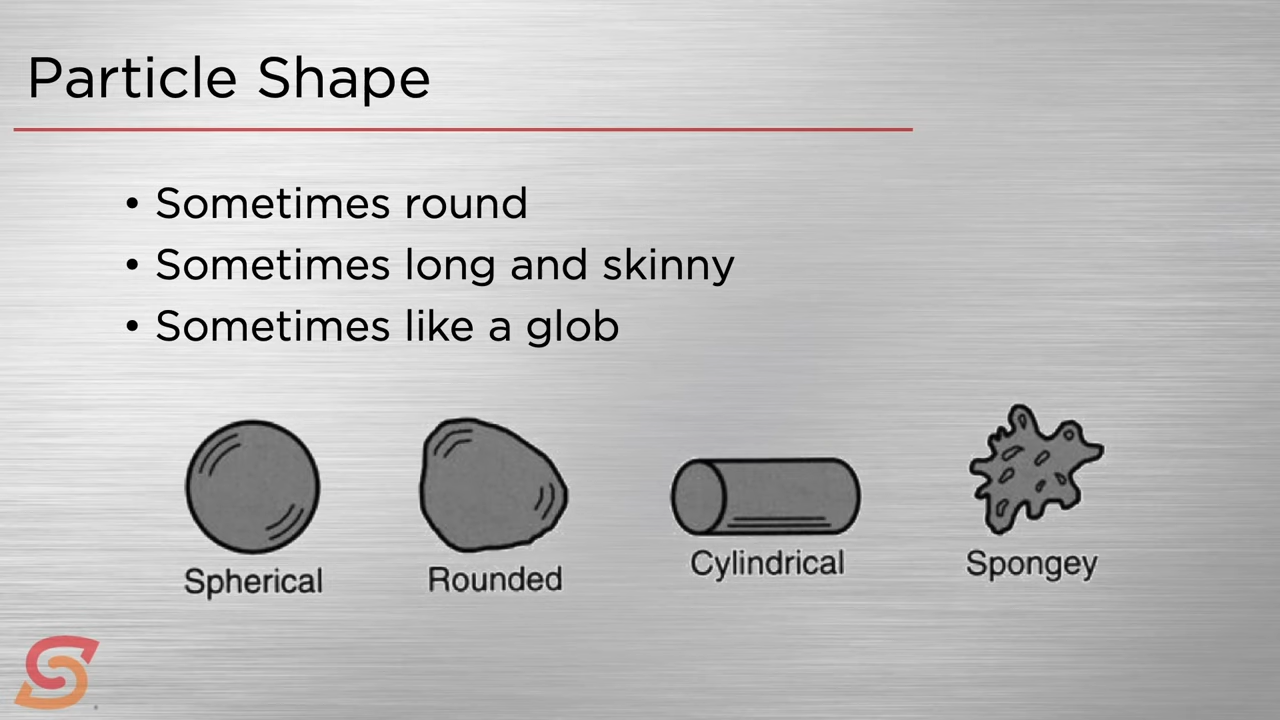 Particle Shape
• Sometimes round
• Sometimes long and skinny
• Sometimes like a glob
Spherical
Rounded
Cylindrical
Spongey